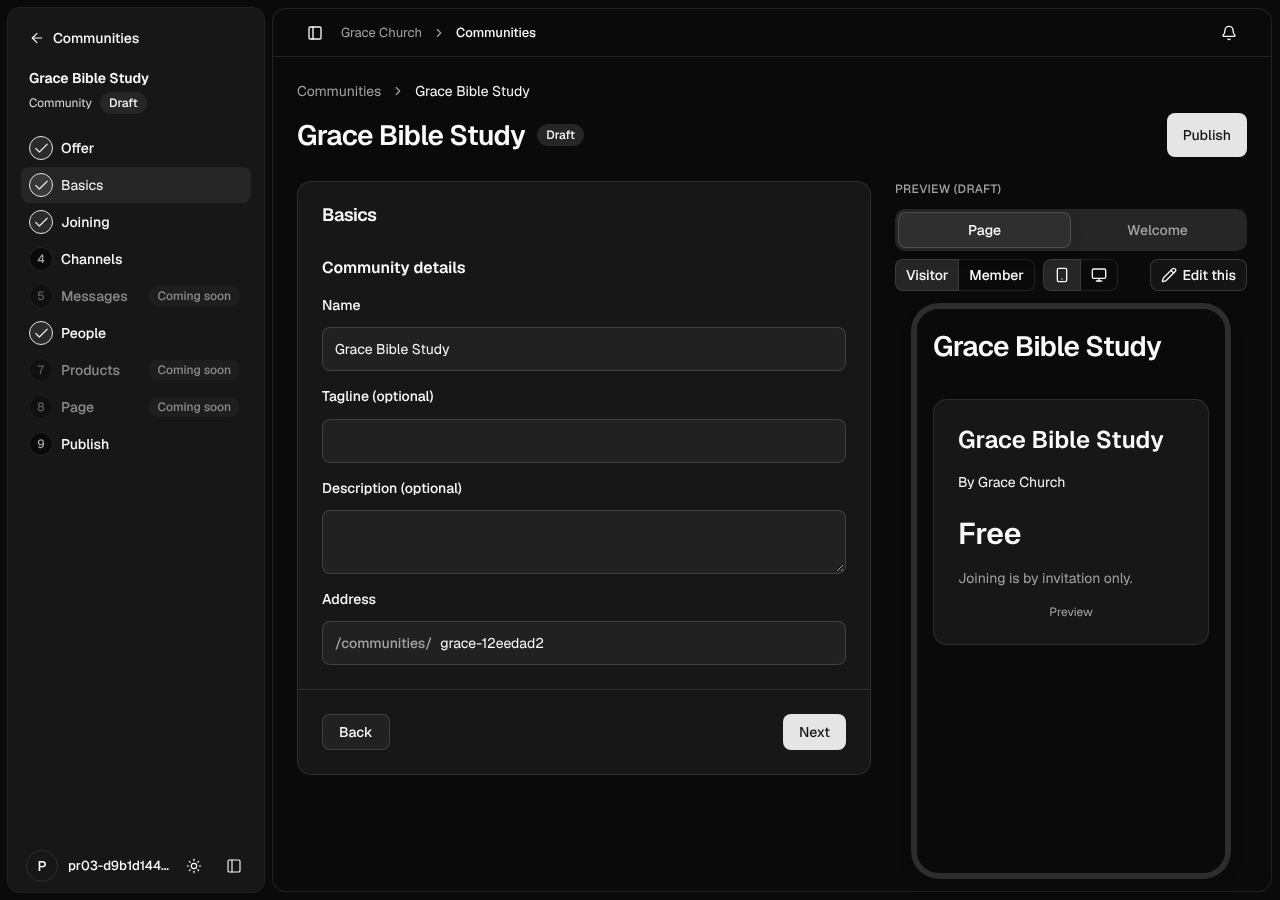 Communities
Grace Bible Study
Community Draft
Offer
Basics
Joining
4 Channels
5 Messages Coming soon
People
7 Products Coming soon
8 Page Coming soon
9 Publish
P pr03-d9b1d144...
Grace Church > Communities
Communities > Grace Bible Study
Grace Bible Study Draft
Publish
Basics
Community details
Name
Grace Bible Study
Tagline (optional)
Description (optional)
Address
/communities/ grace-12eedad2
Back Next
PREVIEW (DRAFT)
Page Welcome
Visitor Member Edit this
Grace Bible Study
Grace Bible Study
By Grace Church
Free
Joining is by invitation only.
Preview